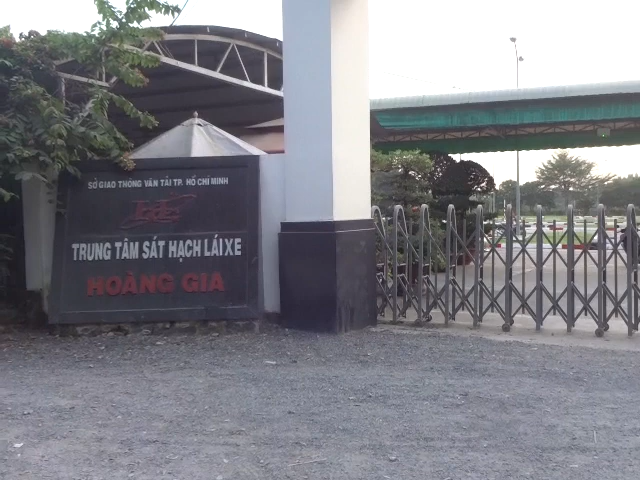 SỞ GIAO THÔNG VẬN TẢI TP. HỒ CHÍ MINH
TRUNG TÂM SÁT HẠCH LÁI XE
HOÀNG GIA